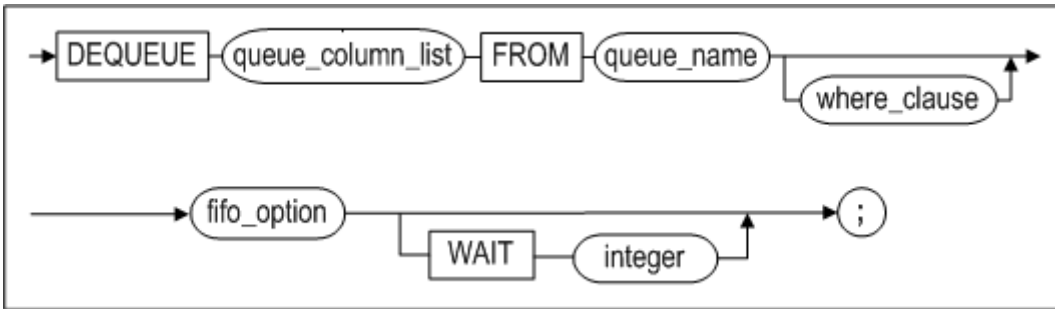 DEQUEUE queue_column_list FROM queue_name
where_clause
fifo_option ;
WAIT integer